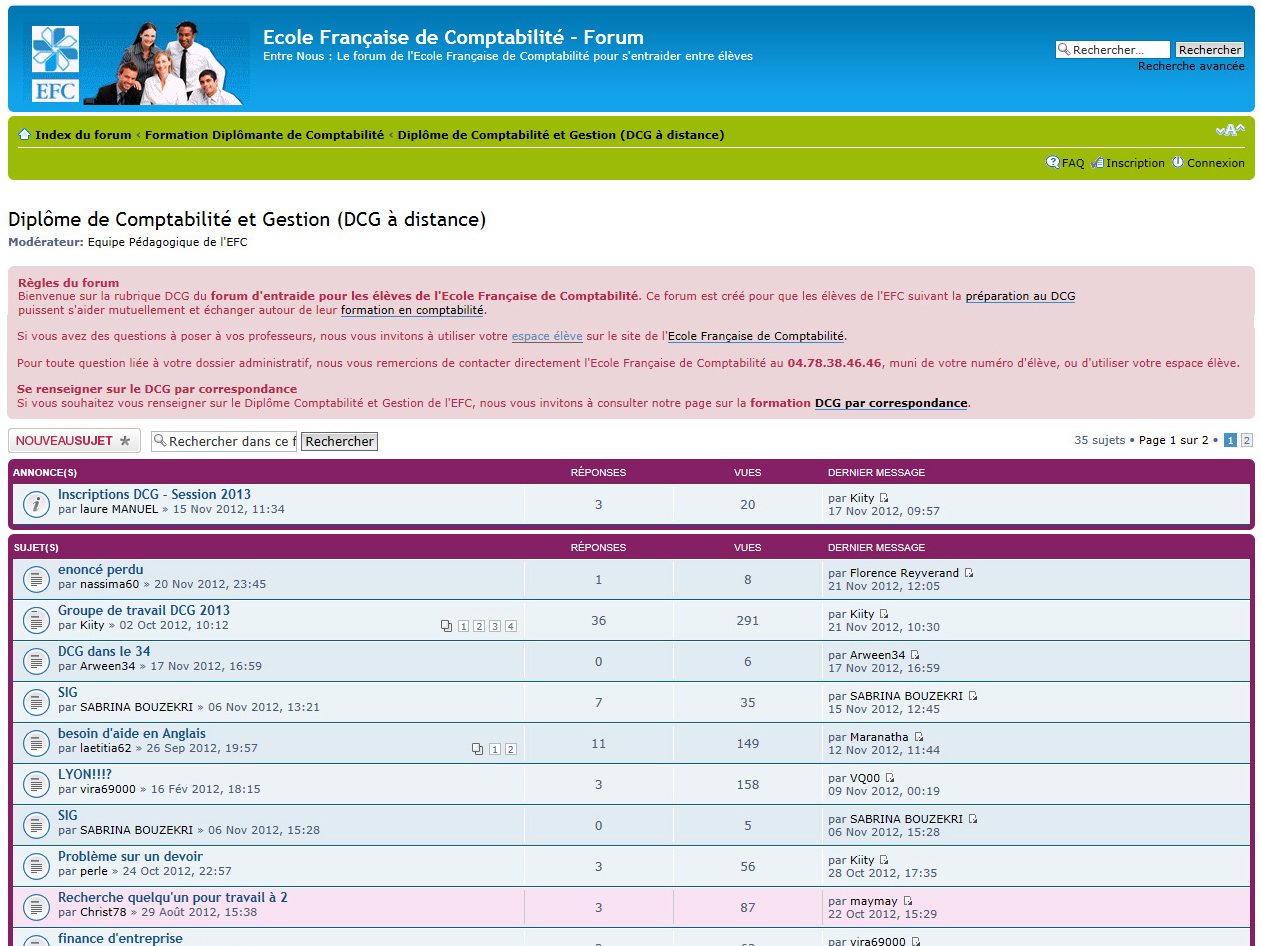 Ecole Française de Comptabilité - Forum
Entre Nous : Le forum de l'Ecole Française de Comptabilité pour s'entraider entre élèves
EFC
Rechercher... Rechercher
Recherche avancée
Index du forum ‹ Formation Diplômante de Comptabilité ‹ Diplôme de Comptabilité et Gestion (DCG à distance)
A
FAQ Inscription Connexion
Diplôme de Comptabilité et Gestion (DCG à distance)
Modérateur: Equipe Pédagogique de l'EFC
Règles du forum
Bienvenue sur la rubrique DCG du forum d'entraide pour les élèves de l'Ecole Française de Comptabilité. Ce forum est créé pour que les élèves de l'EFC suivant la préparation au DCG
puissent s'aider mutuellement et échanger autour de leur formation en comptabilité.
Si vous avez des questions à poser à vos professeurs, nous vous invitons à utiliser votre espace élève sur le site de l'Ecole Française de Comptabilité.
Pour toute question liée à votre dossier administratif, nous vous remercions de contacter directement l'Ecole Française de Comptabilité au 04.78.38.46.46, muni de votre numéro d'élève, ou d'utiliser votre espace élève.
Se renseigner sur le DCG par correspondance
Si vous souhaitez vous renseigner sur le Diplôme Comptabilité et Gestion de l'EFC, nous vous invitons à consulter notre page sur la formation DCG par correspondance.
NOUVEAUSUJET * Rechercher dans ce f Rechercher 35 sujets • Page 1 sur 2 • 1 2
ANNONCE(S) RÉPONSES VUES DERNIER MESSAGE
Inscriptions DCG - Session 2013
par laure MANUEL » 15 Nov 2012, 11:34
3 20
par Kiity
17 Nov 2012, 09:57
SUJET(S) RÉPONSES VUES DERNIER MESSAGE
enoncé perdu
par nassima60 » 20 Nov 2012, 23:45
1 8
par Florence Reyverand
21 Nov 2012, 12:05
Groupe de travail DCG 2013
par Kiity » 02 Oct 2012, 10:12
1 2 3 4
36 291
par Kiity
21 Nov 2012, 10:30
DCG dans le 34
par Arween34 » 17 Nov 2012, 16:59
0 6
par Arween34
17 Nov 2012, 16:59
SIG
par SABRINA BOUZEKRI » 06 Nov 2012, 13:21
7 35
par SABRINA BOUZEKRI
15 Nov 2012, 12:45
besoin d'aide en Anglais
par laetitia62 » 26 Sep 2012, 19:57
1 2
11 149
par Maranatha
12 Nov 2012, 11:44
LYON!!!?
par vira69000 » 16 Fév 2012, 18:15
3 158
par VQ00
09 Nov 2012, 00:19
SIG
par SABRINA BOUZEKRI » 06 Nov 2012, 15:28
0 5
par SABRINA BOUZEKRI
06 Nov 2012, 15:28
Problème sur un devoir
par perle » 24 Oct 2012, 22:57
3 56
par Kiity
28 Oct 2012, 17:35
Recherche quelqu'un pour travail à 2
par Christ78 » 29 Août 2012, 15:38
3 87
par maymay
22 Oct 2012, 15:29
finance d'entreprise
par vira69000